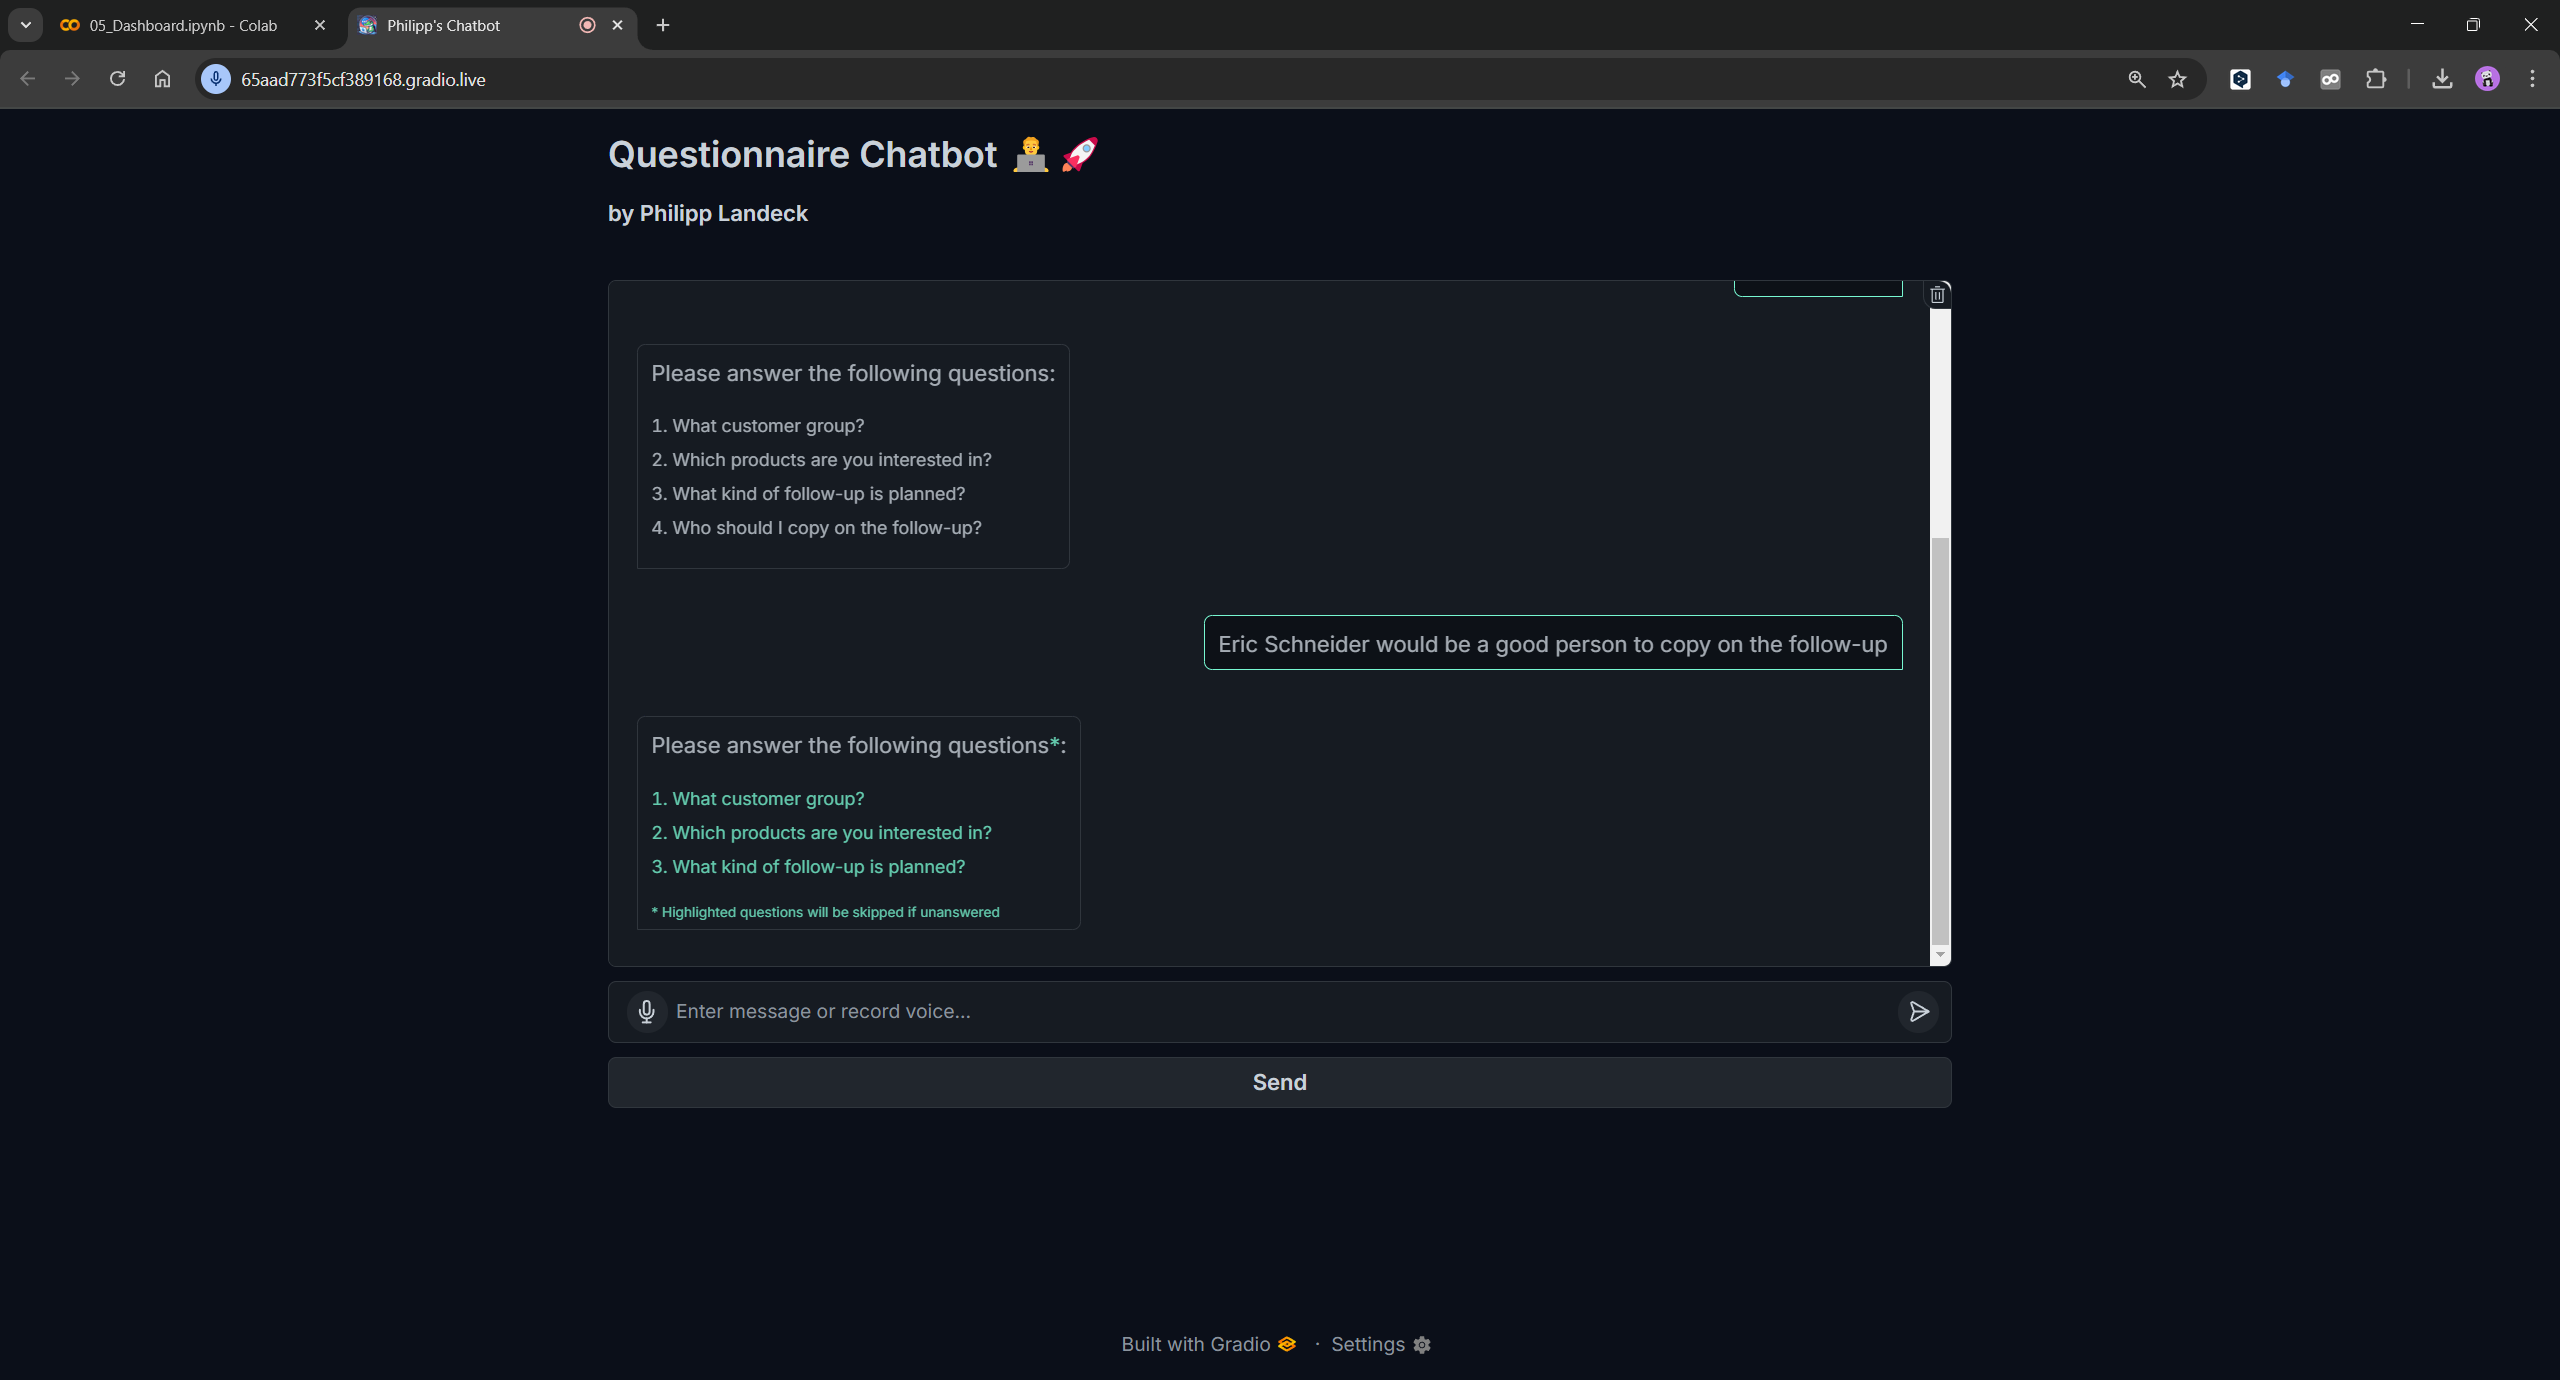 05_Dashboard.ipynb - Colab
Philipp's Chatbot
65aad773f5cf389168.gradio.live
Questionnaire Chatbot 👨‍💻 🚀
by Philipp Landeck
Please answer the following questions:
1. What customer group?
2. Which products are you interested in?
3. What kind of follow-up is planned?
4. Who should I copy on the follow-up?
Eric Schneider would be a good person to copy on the follow-up
Please answer the following questions*:
1. What customer group?
2. Which products are you interested in?
3. What kind of follow-up is planned?
* Highlighted questions will be skipped if unanswered
Enter message or record voice...
Send
Built with Gradio · Settings